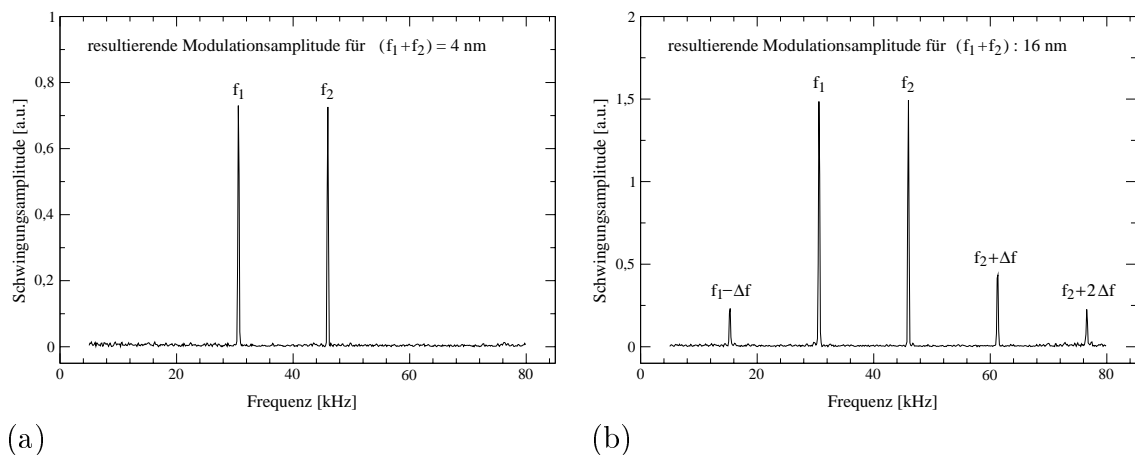 resultierende Modulationsamplitude für (f₁+f₂) = 4 nm
f₁
f₂
Schwingungsamplitude [a.u.]
1
0,8
0,6
0,4
0,2
0
0
20
40
60
80
Frequenz [kHz]
(a)
resultierende Modulationsamplitude für (f₁+f₂) : 16 nm
f₁
f₂
f₂+Δf
f₁−Δf
f₂+2Δf
Schwingungsamplitude [a.u.]
2
1,5
1
0,5
0
0
20
40
60
80
Frequenz [kHz]
(b)